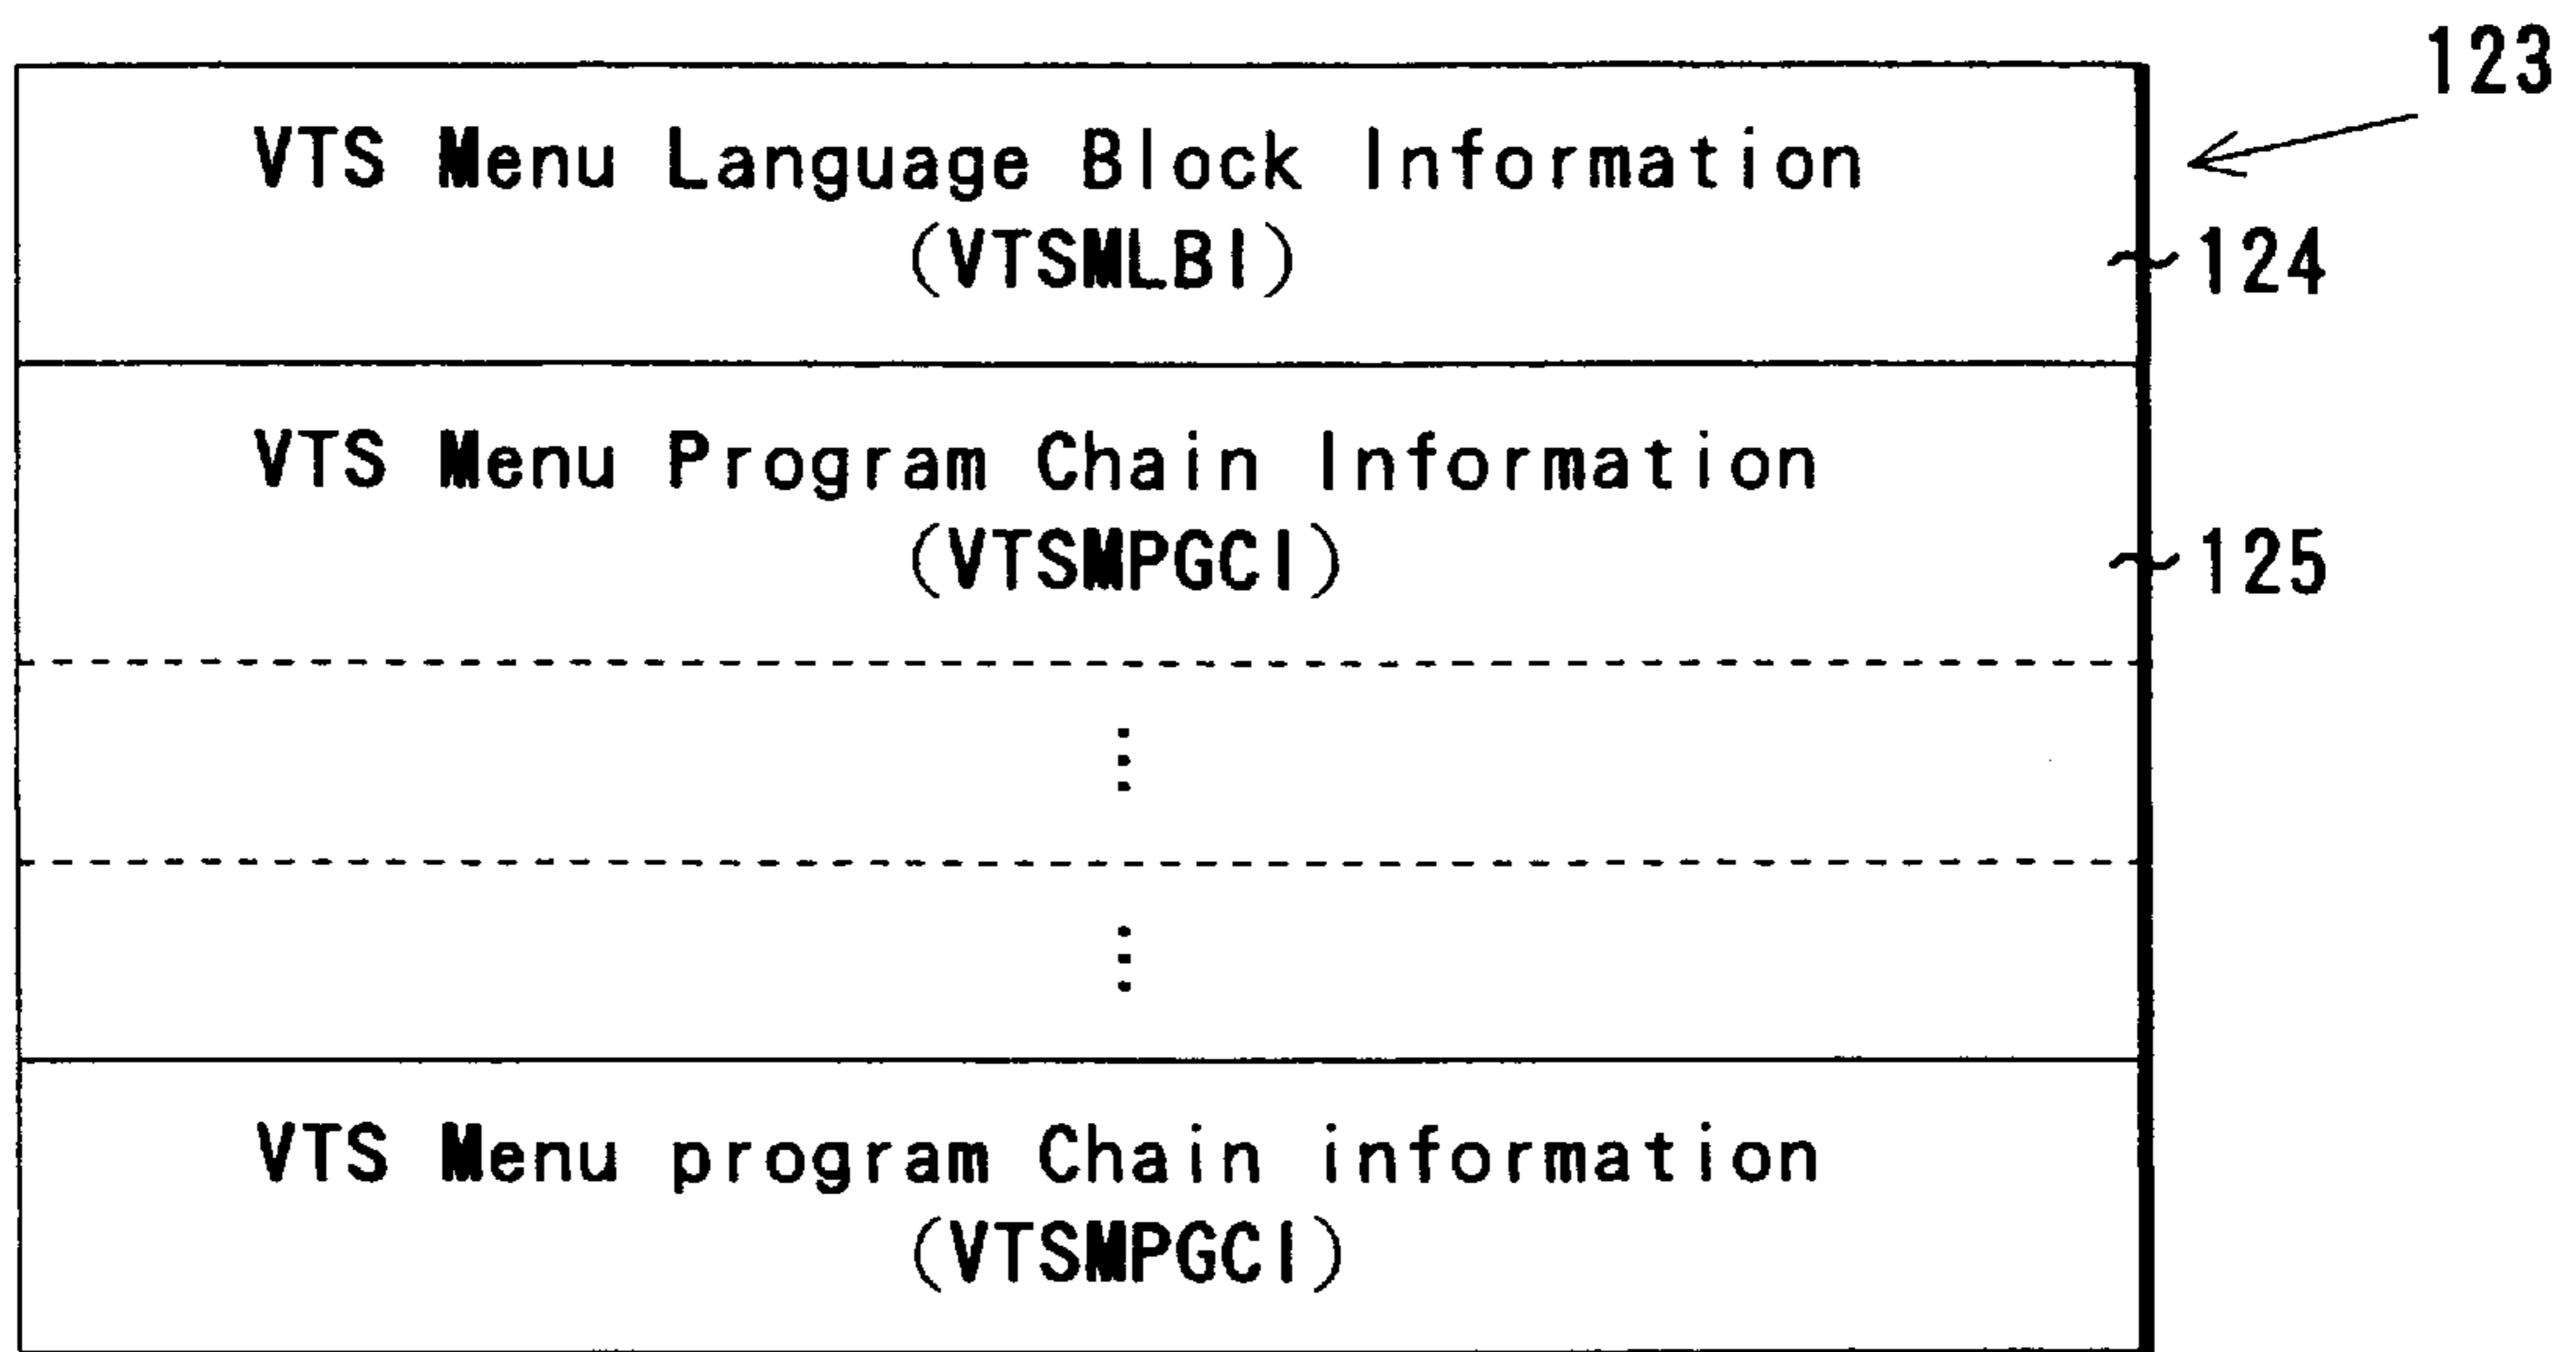 123
VTS Menu Language Block Information
(VTSMLBI)
124
VTS Menu Program Chain Information
(VTSMPGCI)
125
VTS Menu program Chain information
(VTSMPGCI)